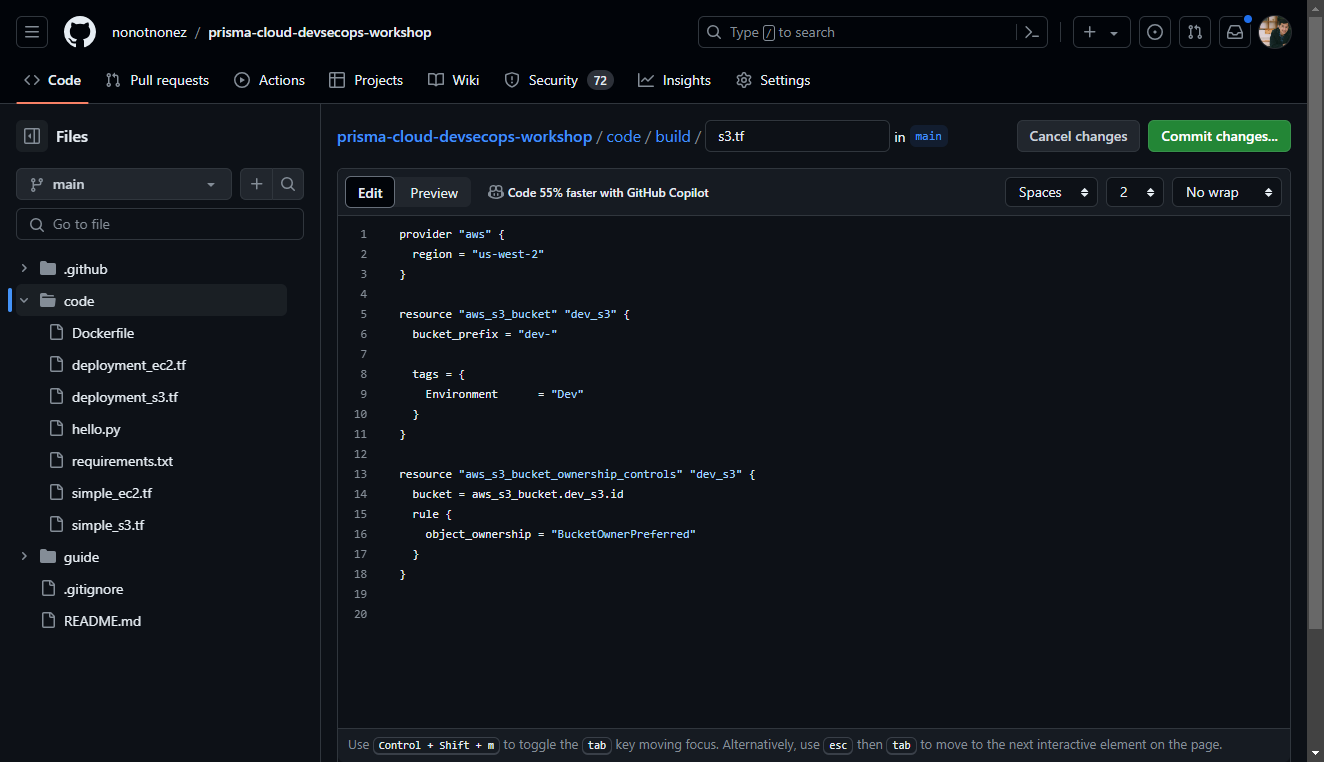 nonotnonez / prisma-cloud-devsecops-workshop
Type / to search
Code
Pull requests
Actions
Projects
Wiki
Security 72
Insights
Settings
Files
main
Go to file
.github
code
Dockerfile
deployment_ec2.tf
deployment_s3.tf
hello.py
requirements.txt
simple_ec2.tf
simple_s3.tf
guide
.gitignore
README.md
prisma-cloud-devsecops-workshop / code / build / s3.tf in main
Cancel changes
Commit changes...
Edit
Preview
Code 55% faster with GitHub Copilot
Spaces
2
No wrap
1 provider "aws" {
2   region = "us-west-2"
3 }
4
5 resource "aws_s3_bucket" "dev_s3" {
6   bucket_prefix = "dev-"
7
8   tags = {
9     Environment      = "Dev"
10   }
11 }
12
13 resource "aws_s3_bucket_ownership_controls" "dev_s3" {
14   bucket = aws_s3_bucket.dev_s3.id
15   rule {
16     object_ownership = "BucketOwnerPreferred"
17   }
18 }
19
20
Use Control + Shift + m to toggle the tab key moving focus. Alternatively, use esc then tab to move to the next interactive element on the page.